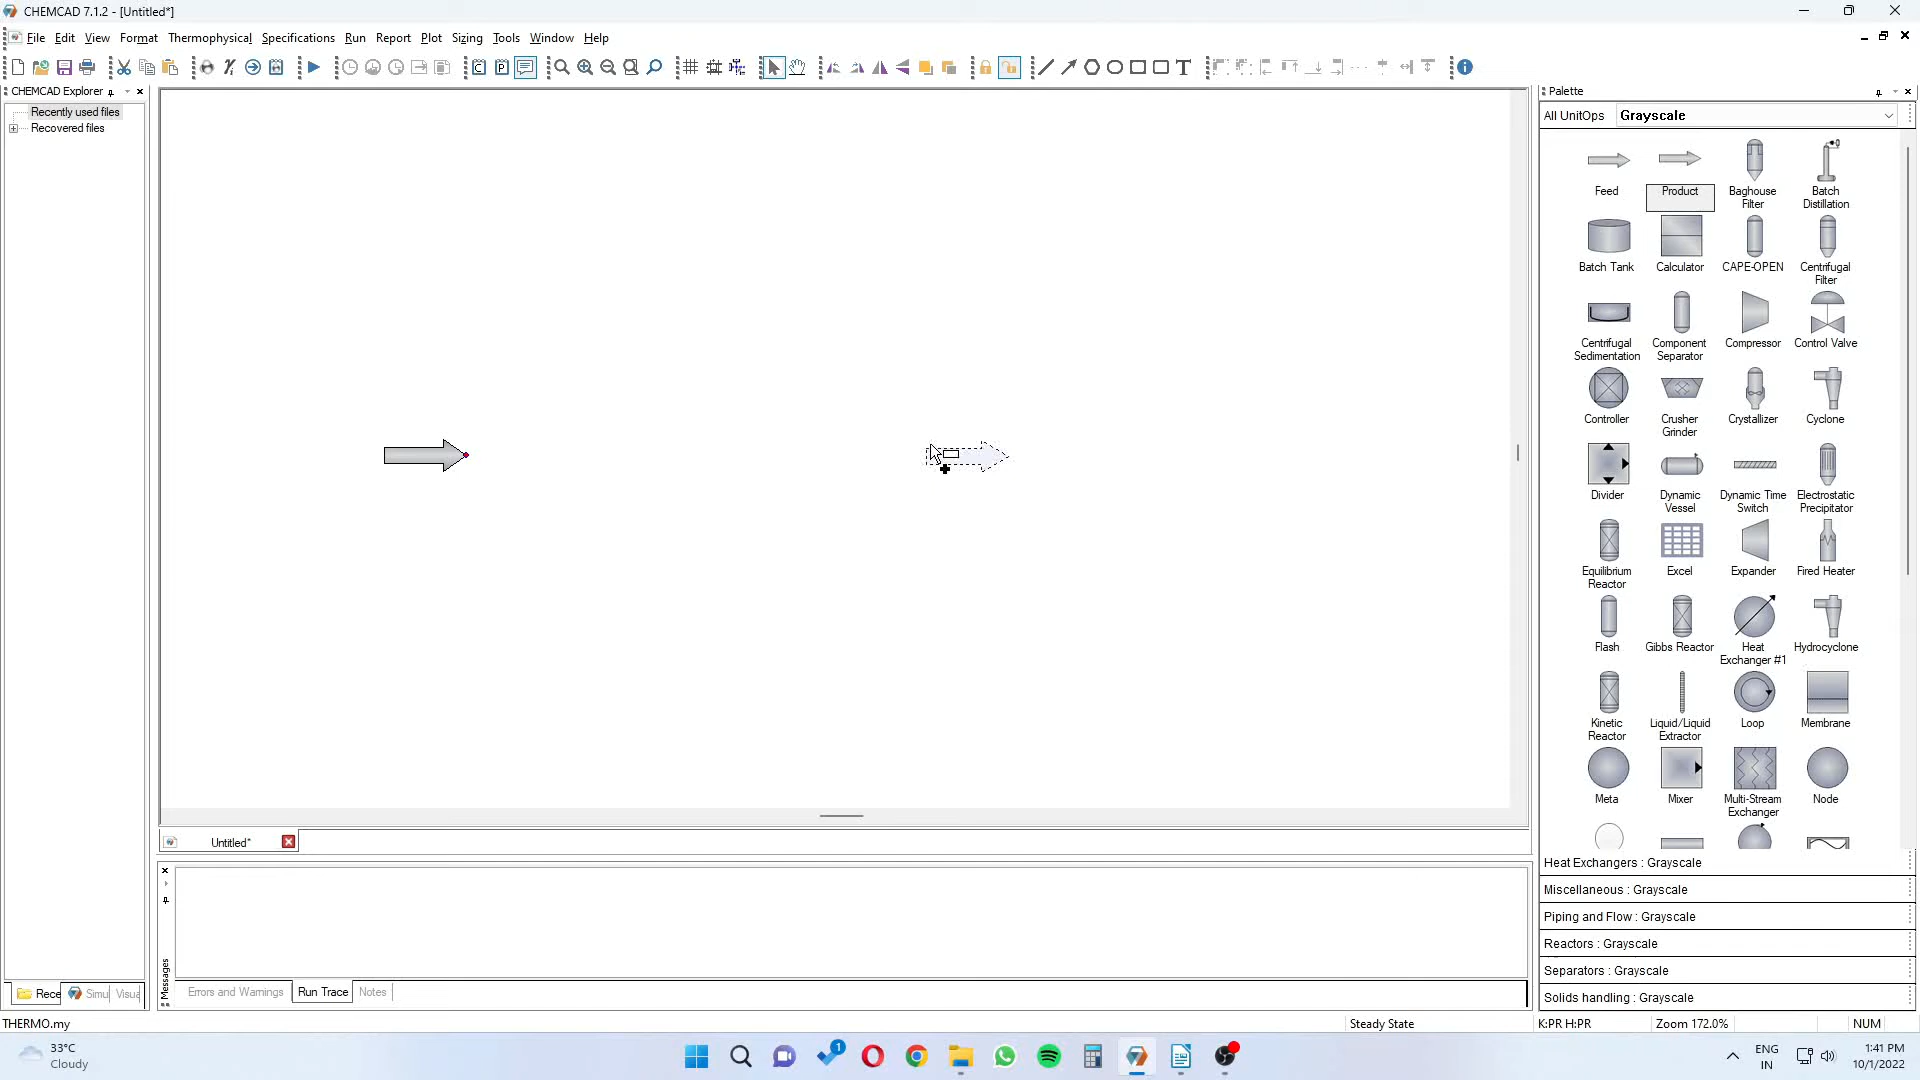 CHEMCAD 7.1.2 - [Untitled*]
File Edit View Format Thermophysical Specifications Run Report Plot Sizing Tools Window Help
CHEMCAD Explorer
Recently used files
Recovered files
Palette
All UnitOps Grayscale
Feed
Product
Baghouse Filter
Batch Distillation
Batch Tank
Calculator
CAPE-OPEN
Centrifugal Filter
Centrifugal Sedimentation
Component Separator
Compressor
Control Valve
Controller
Crusher Grinder
Crystallizer
Cyclone
Divider
Dynamic Vessel
Dynamic Time Switch
Electrostatic Precipitator
Equilibrium Reactor
Excel
Expander
Fired Heater
Flash
Gibbs Reactor
Heat Exchanger #1
Hydrocyclone
Kinetic Reactor
Liquid/Liquid Extractor
Loop
Membrane
Meta
Mixer
Multi-Stream Exchanger
Node
Heat Exchangers : Grayscale
Miscellaneous : Grayscale
Piping and Flow : Grayscale
Reactors : Grayscale
Separators : Grayscale
Solids handling : Grayscale
Untitled*
Messages
Errors and Warnings Run Trace Notes
Rece Simu Visua
THERMO.my Steady State K:PR H:PR Zoom 172.0% NUM
33°C
Cloudy
1
ENG
IN
1:41 PM
10/1/2022